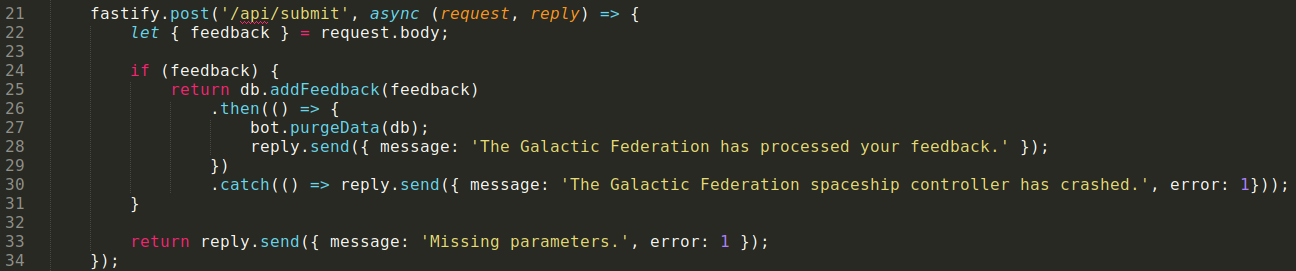 21 fastify.post('/api/submit', async (request, reply) => {
22 let { feedback } = request.body;
23
24 if (feedback) {
25 return db.addFeedback(feedback)
26 .then(() => {
27 bot.purgeData(db);
28 reply.send({ message: 'The Galactic Federation has processed your feedback.' });
29 })
30 .catch(() => reply.send({ message: 'The Galactic Federation spaceship controller has crashed.', error: 1}));
31 }
32
33 return reply.send({ message: 'Missing parameters.', error: 1 });
34 });